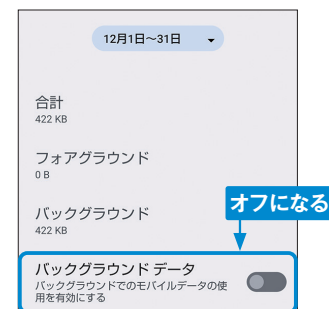 12月1日～31日
合計
422 KB
フォアグラウンド
0 B
バックグラウンド
422 KB
オフになる
バックグラウンド データ
バックグラウンドでのモバイルデータの使
用を有効にする